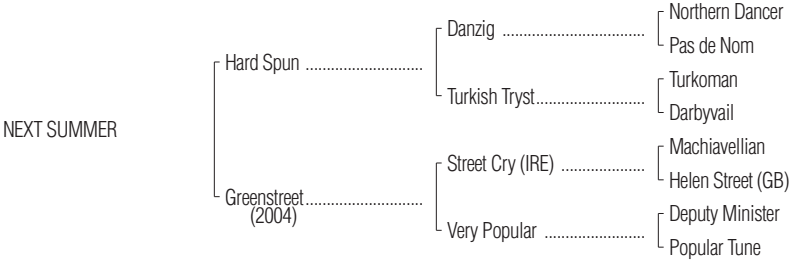 Northern Dancer
Danzig ................................
Pas de Nom
Hard Spun ..........................
Turkoman
Turkish Tryst........................
Darbyvail
NEXT SUMMER
Machiavellian
Street Cry (IRE) ...................
Helen Street (GB)
Greenstreet..........................
(2004)
Deputy Minister
Very Popular .......................
Popular Tune